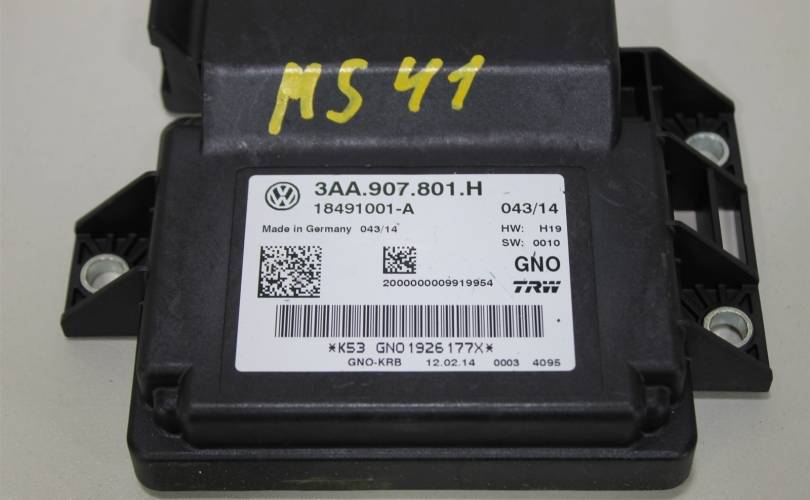 MS 41
3AA.907.801.H
18491001-A 043/14
Made in Germany 043/14 HW: H19
SW: 0010
GNO
2000000009919954 TRW
*K53 GNO1926177X*
GNO-KRB 12.02.14 0003 4095